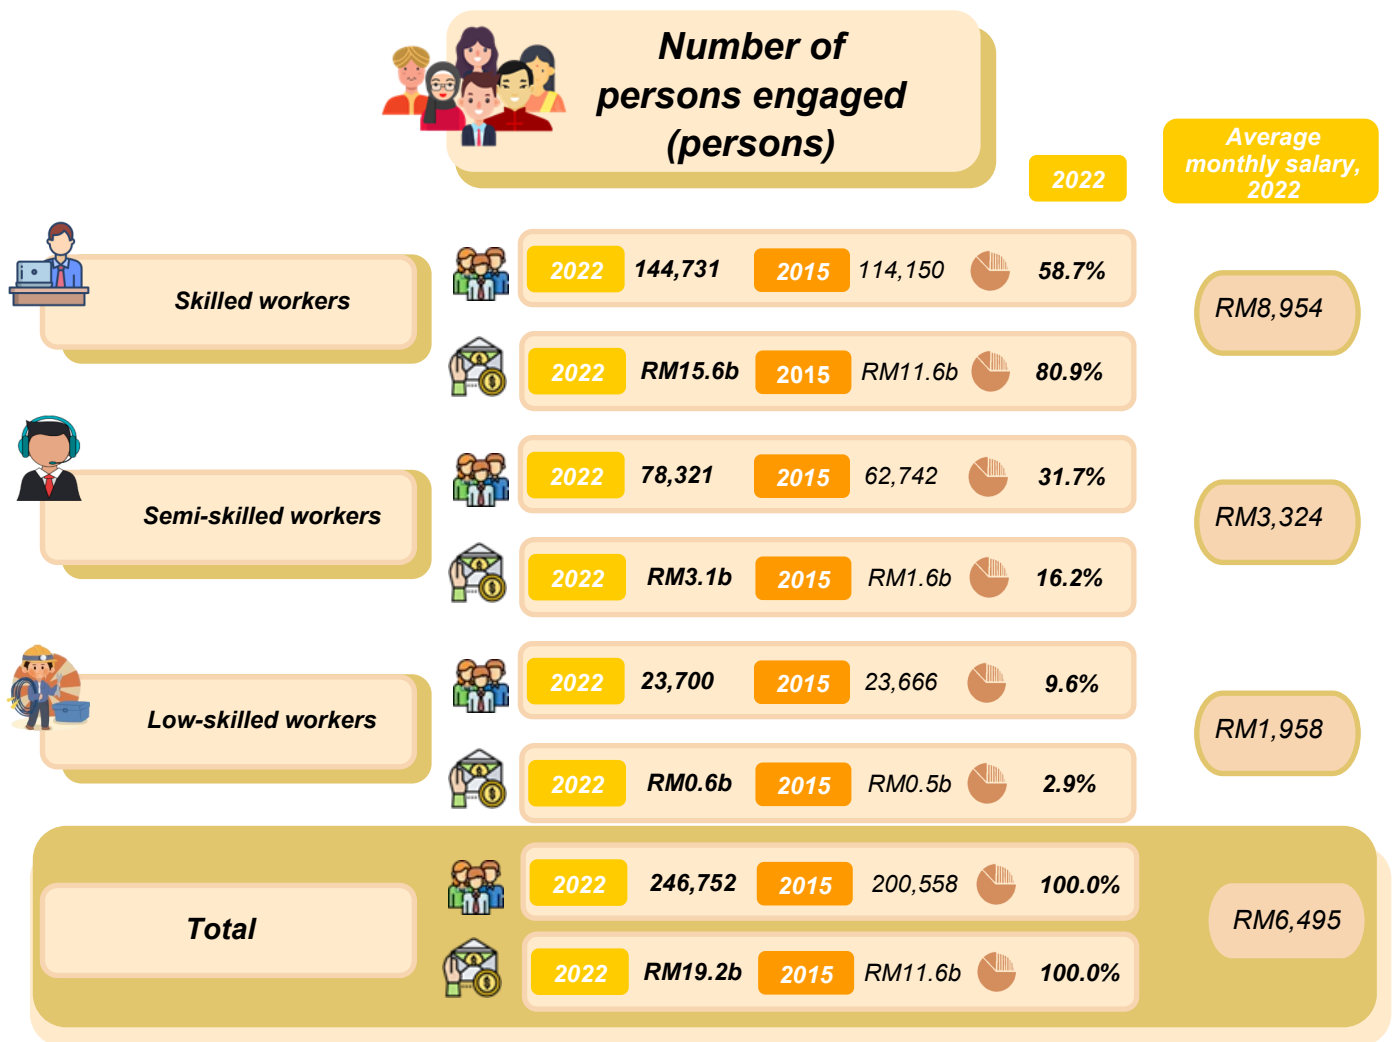 Number of
persons engaged
(persons)
2022
Average
monthly salary,
2022
Skilled workers
2022 144,731 2015 114,150 58.7%
2022 RM15.6b 2015 RM11.6b 80.9%
RM8,954
Semi-skilled workers
2022 78,321 2015 62,742 31.7%
2022 RM3.1b 2015 RM1.6b 16.2%
RM3,324
Low-skilled workers
2022 23,700 2015 23,666 9.6%
2022 RM0.6b 2015 RM0.5b 2.9%
RM1,958
Total
2022 246,752 2015 200,558 100.0%
2022 RM19.2b 2015 RM11.6b 100.0%
RM6,495